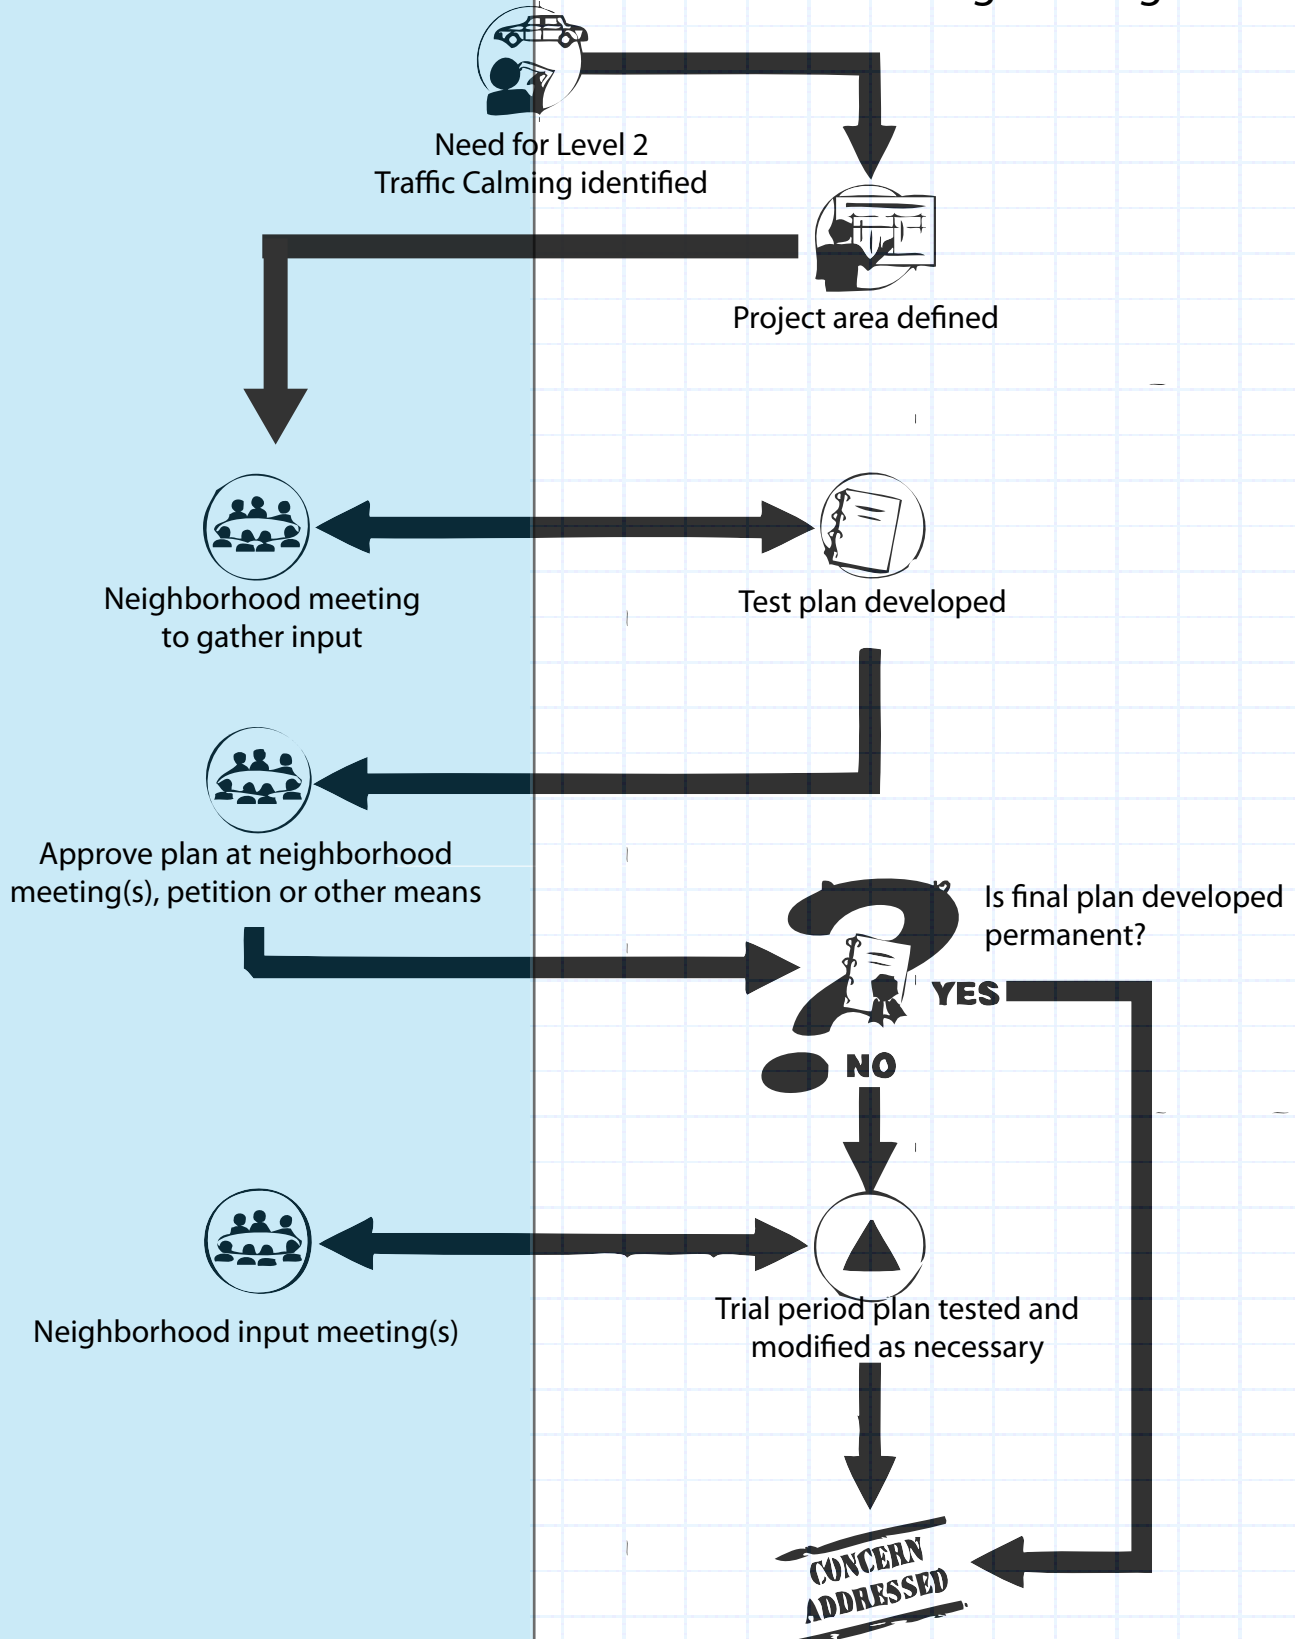 Need for Level 2
Traffic Calming identified
Project area defined
Neighborhood meeting
to gather input
Test plan developed
Approve plan at neighborhood
meeting(s), petition or other means
Is final plan developed
permanent?
YES
NO
Neighborhood input meeting(s)
Trial period plan tested and
modified as necessary
CONCERN
ADDRESSED